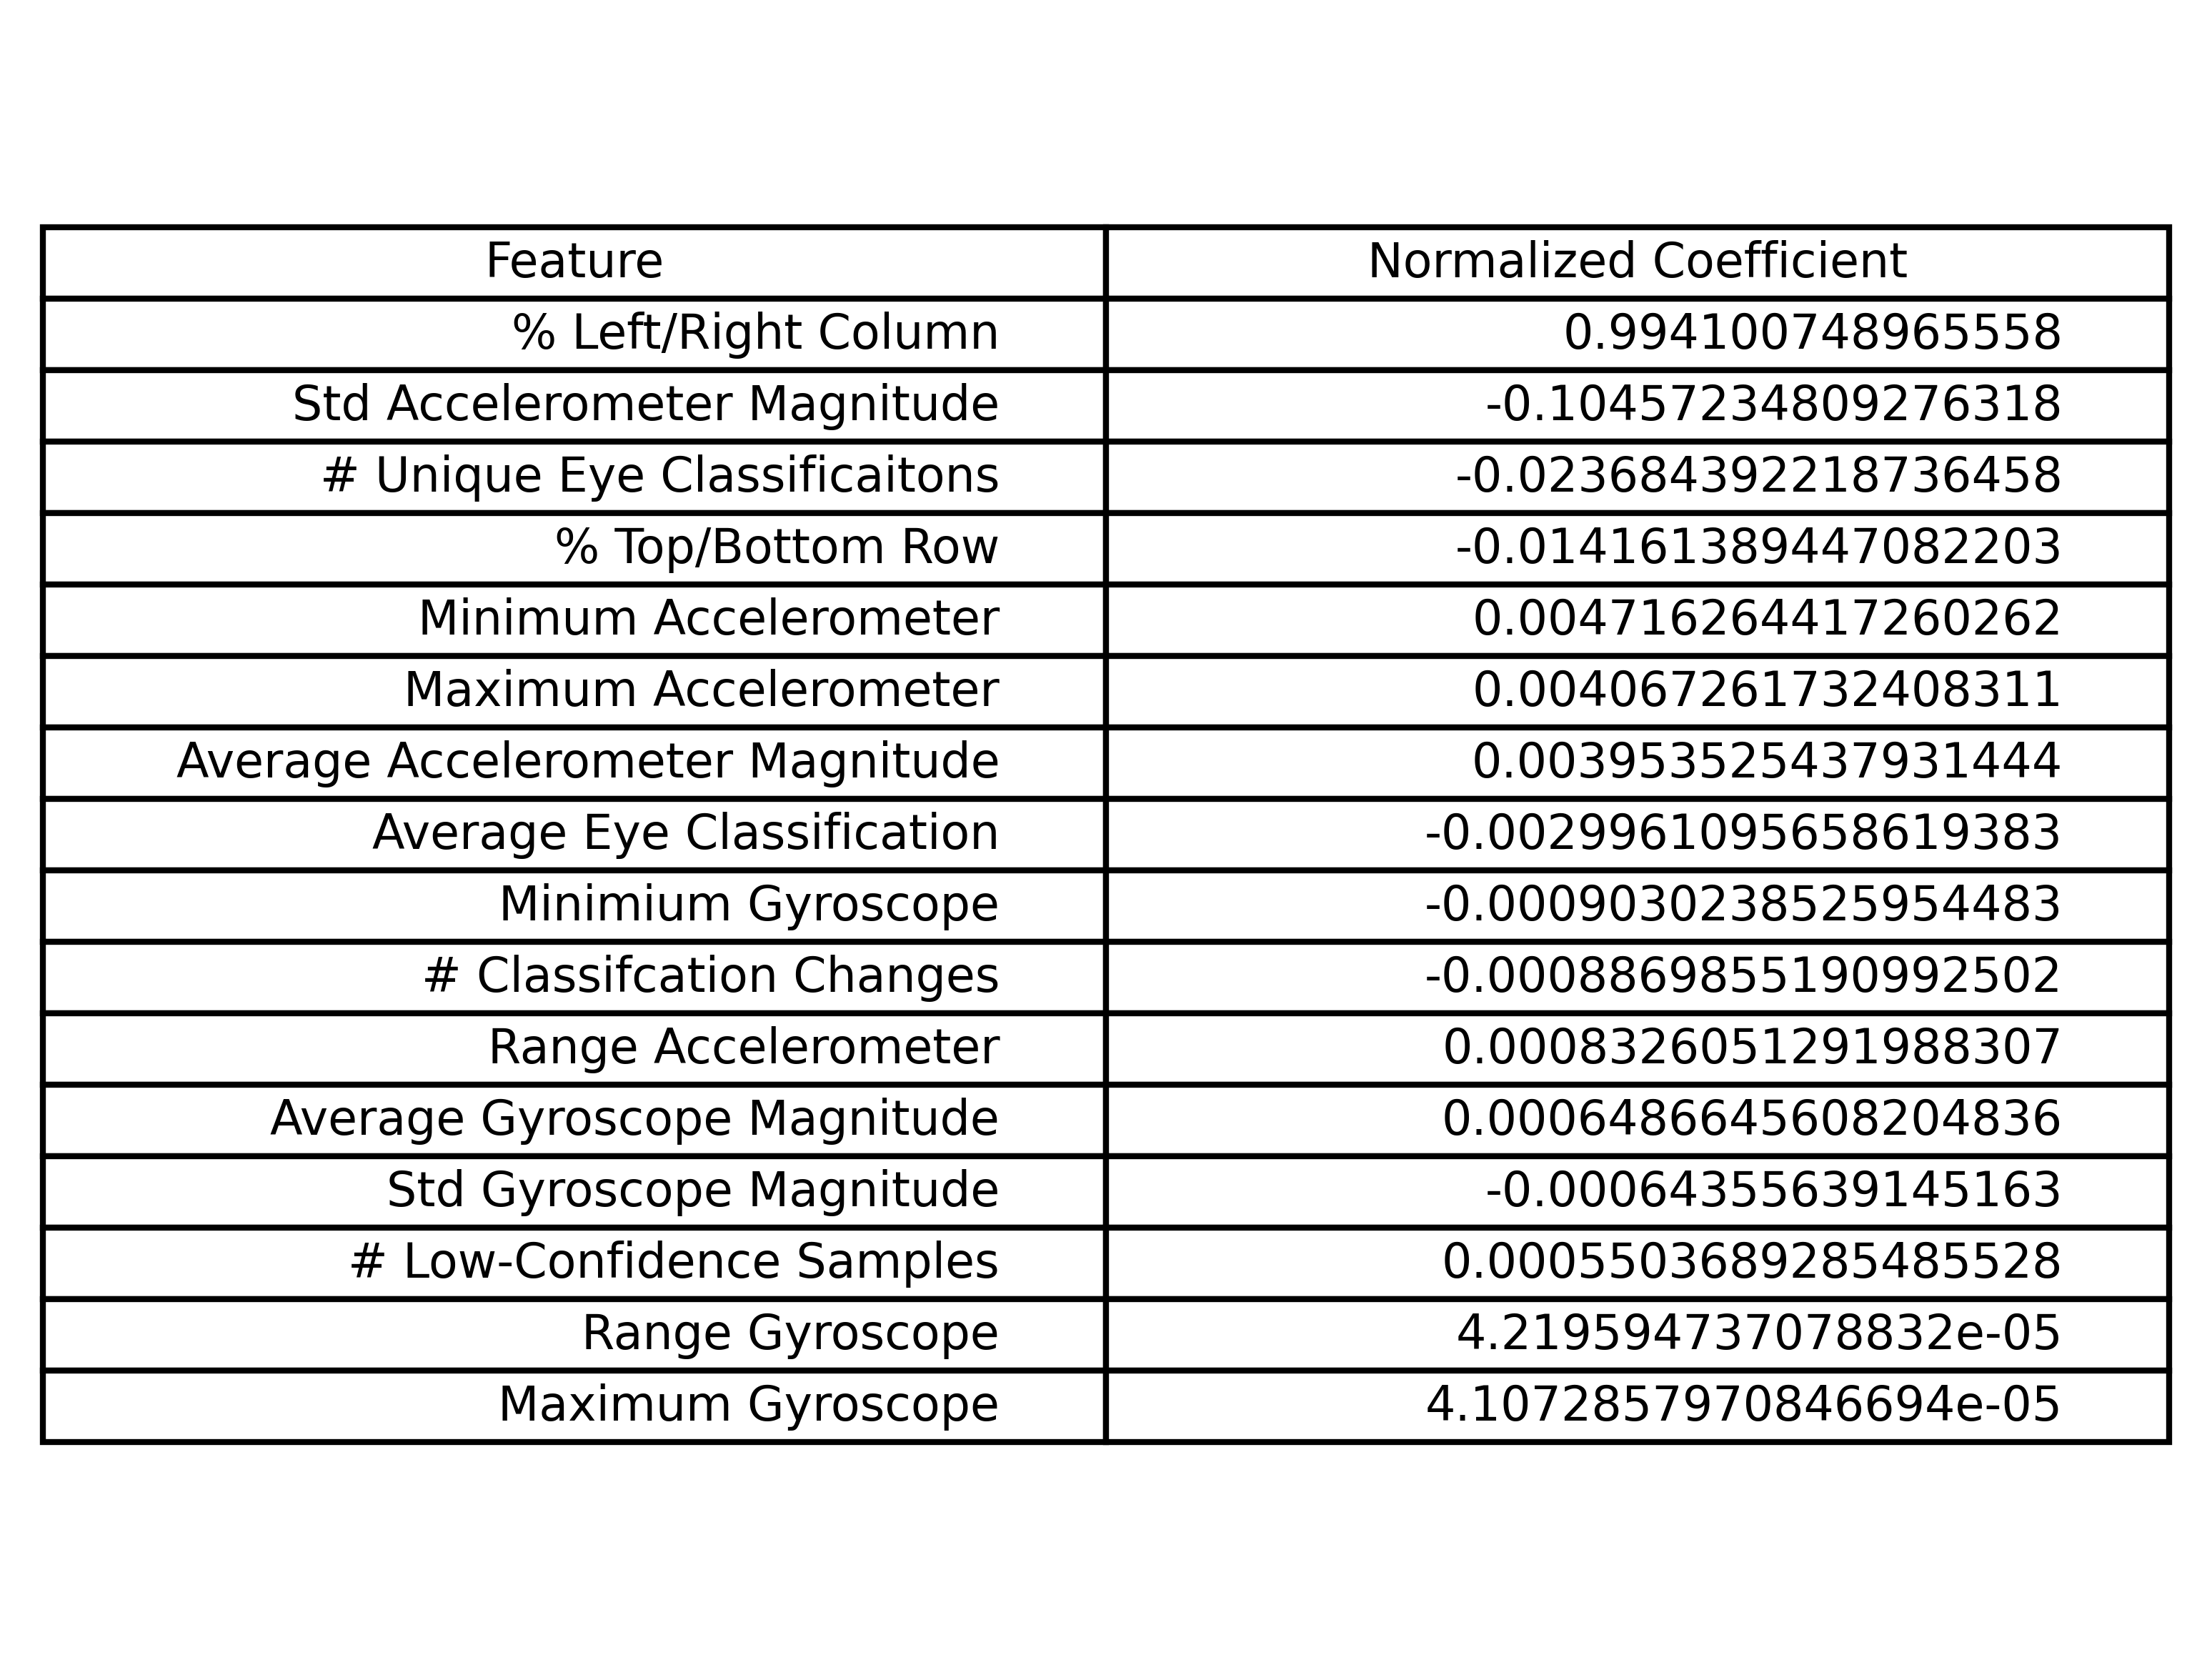 Feature Normalized Coefficient
% Left/Right Column 0.994100748965558
Std Accelerometer Magnitude -0.10457234809276318
# Unique Eye Classificaitons -0.023684392218736458
% Top/Bottom Row -0.014161389447082203
Minimum Accelerometer 0.004716264417260262
Maximum Accelerometer 0.004067261732408311
Average Accelerometer Magnitude 0.003953525437931444
Average Eye Classification -0.0029961095658619383
Minimium Gyroscope -0.0009030238525954483
# Classifcation Changes -0.0008869855190992502
Range Accelerometer 0.0008326051291988307
Average Gyroscope Magnitude 0.0006486645608204836
Std Gyroscope Magnitude -0.00064355639145163
# Low-Confidence Samples 0.0005503689285485528
Range Gyroscope 4.219594737078832e-05
Maximum Gyroscope 4.1072857970846694e-05